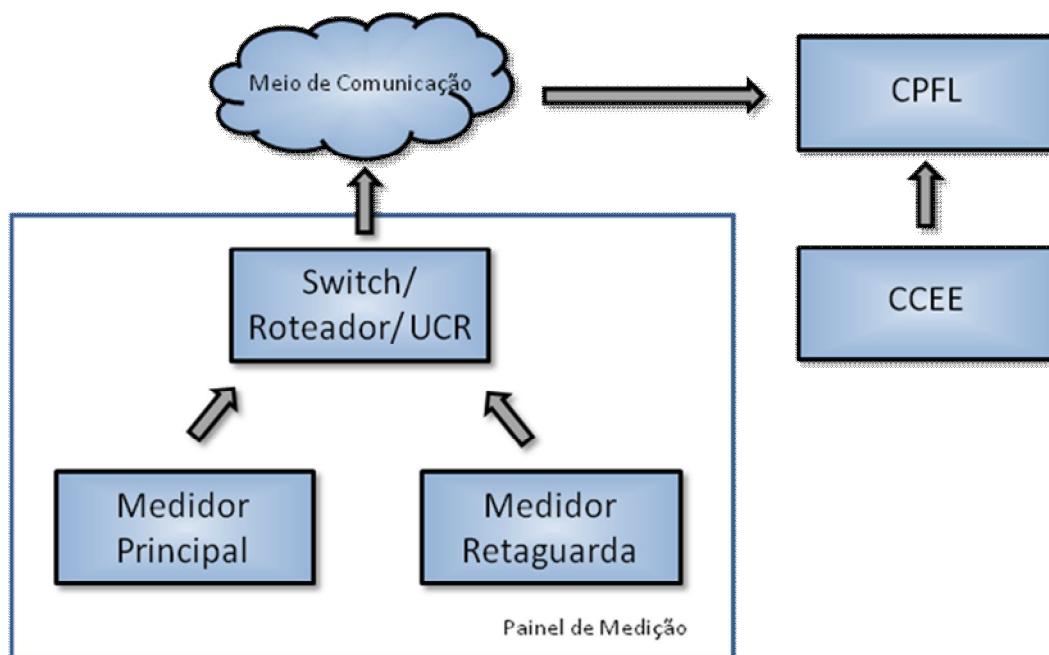 Meio de Comunicação
CPFL
Switch/
Roteador/ UCR
CCEE
Medidor
Principal
Medidor
Retaguarda
Painel de Medição